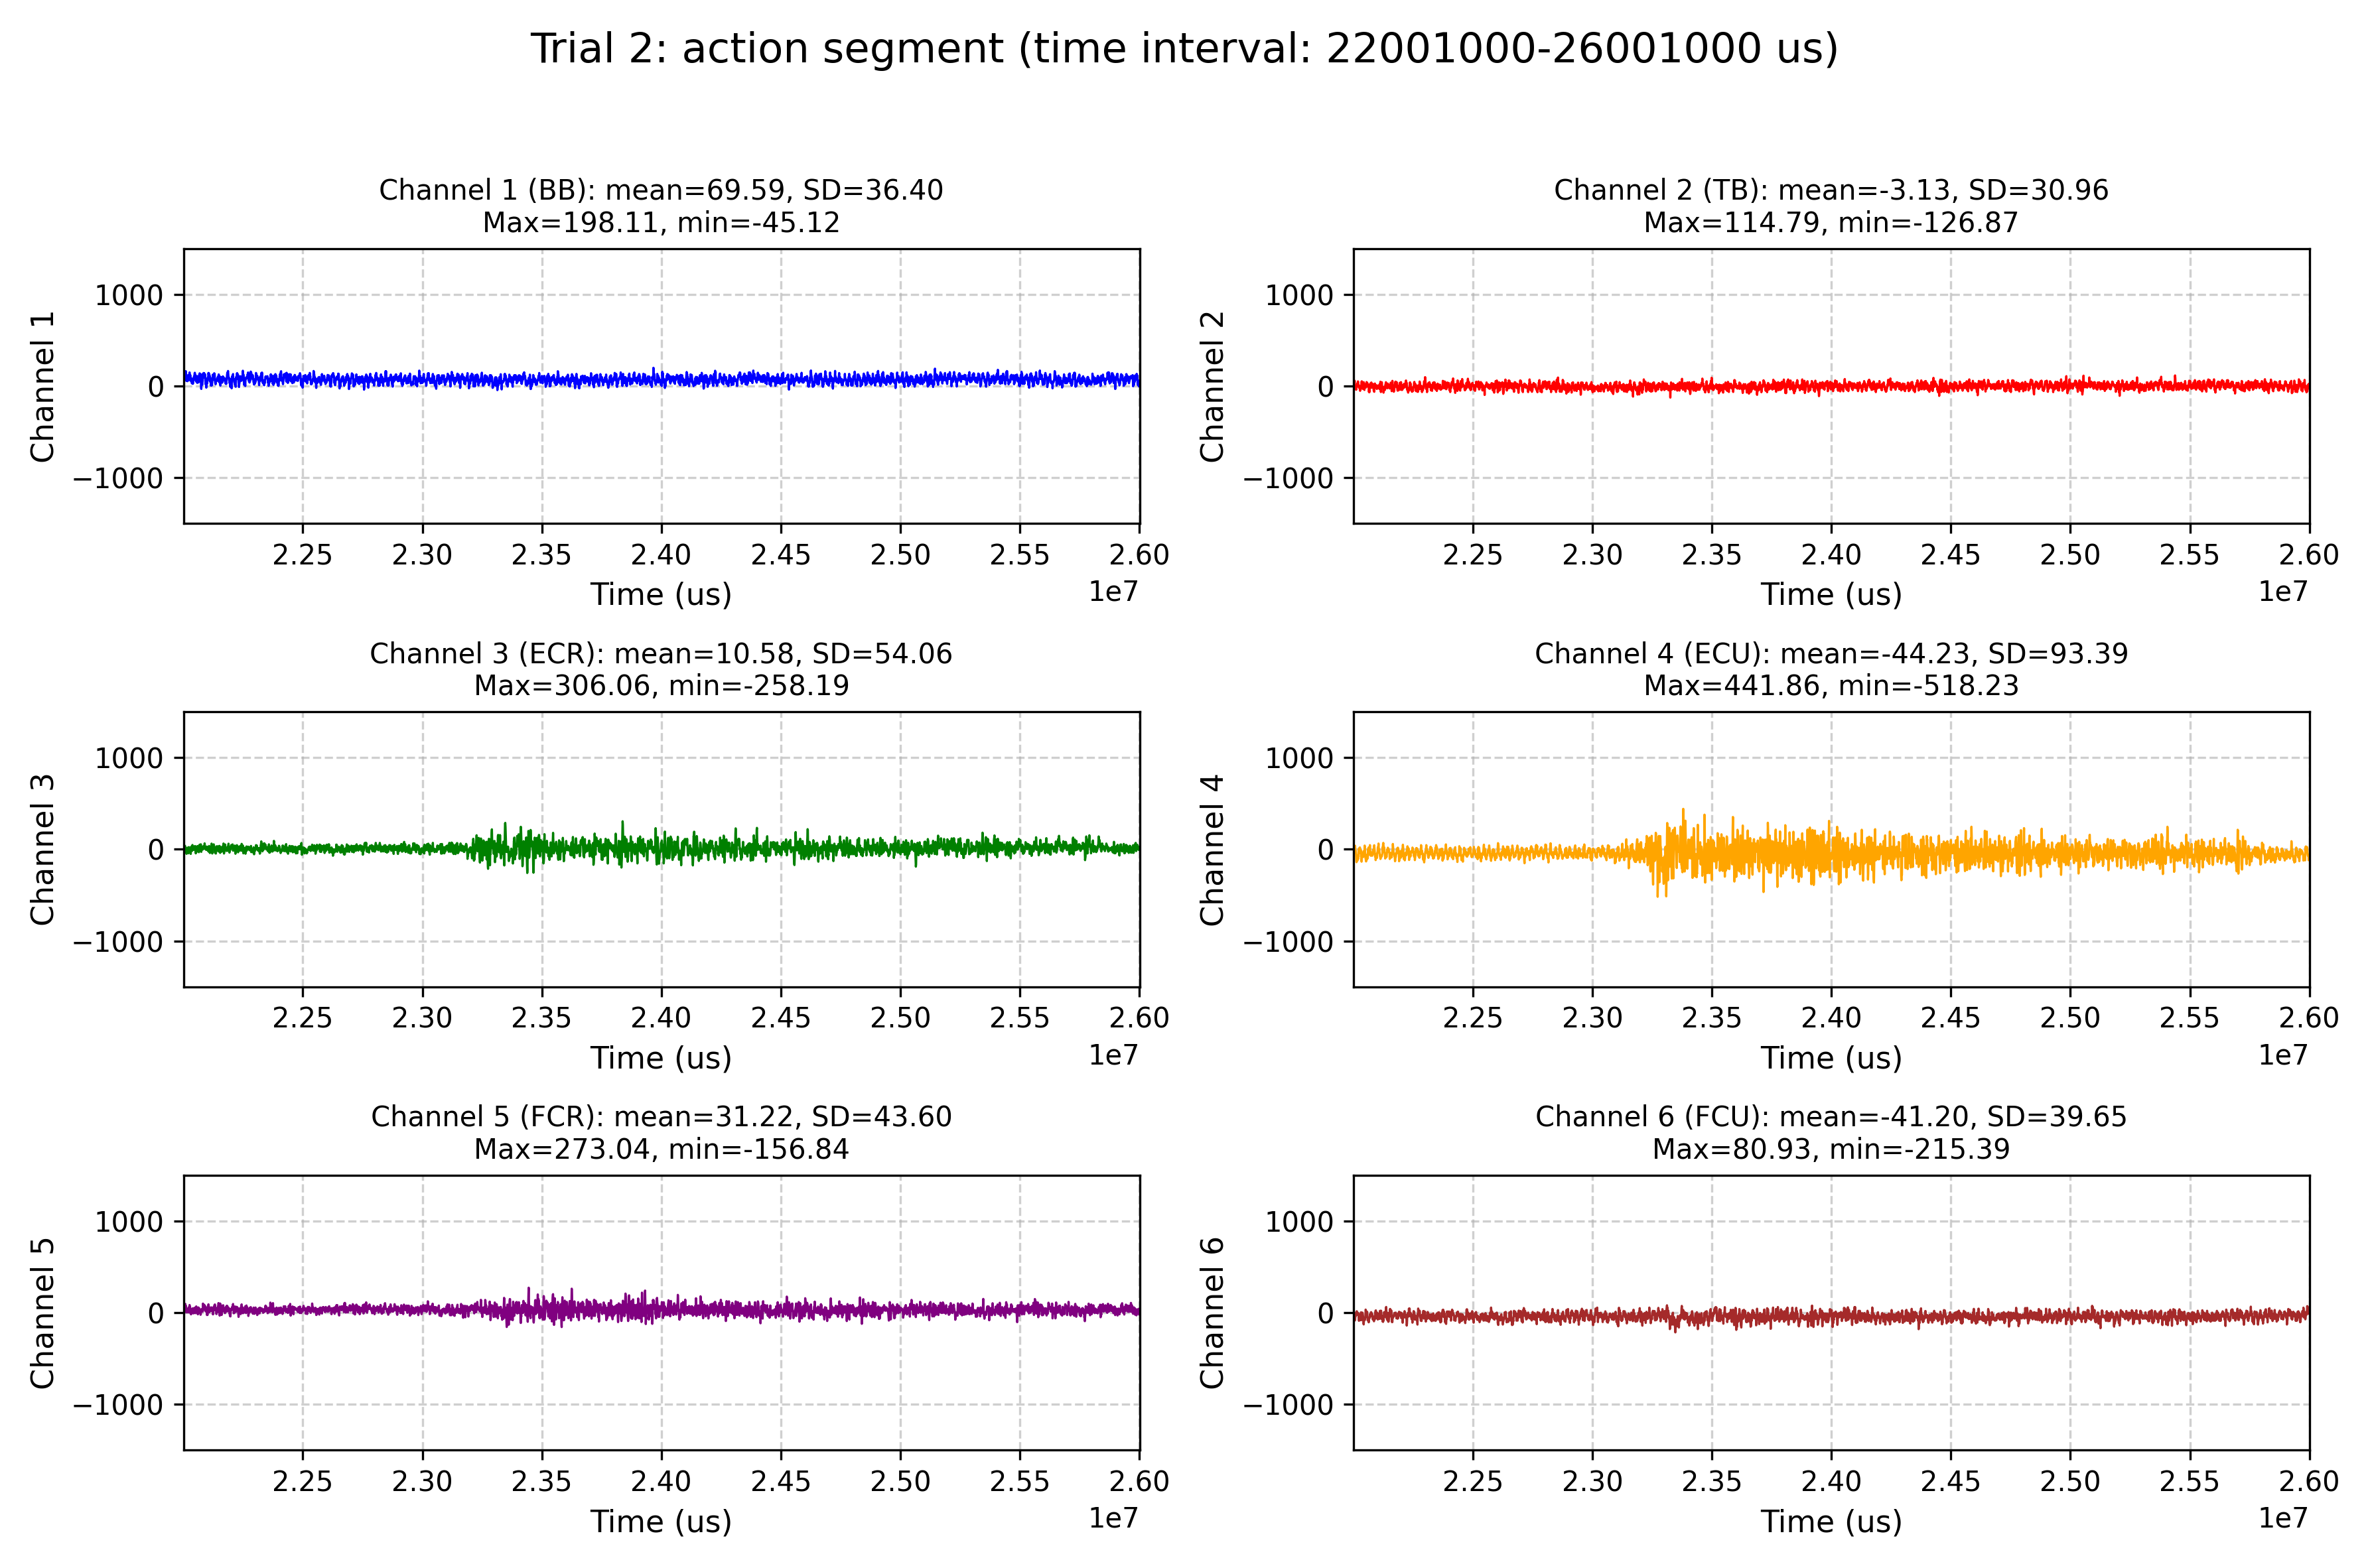 Trial 2: action segment (time interval: 22001000-26001000 us)
Channel 1 (BB): mean=69.59, SD=36.40
Max=198.11, min=-45.12
Channel 1
1000
0
−1000
2.25 2.30 2.35 2.40 2.45 2.50 2.55 2.60
Time (us)
1e7
Channel 2 (TB): mean=-3.13, SD=30.96
Max=114.79, min=-126.87
Channel 2
1000
0
−1000
2.25 2.30 2.35 2.40 2.45 2.50 2.55 2.60
Time (us)
1e7
Channel 3 (ECR): mean=10.58, SD=54.06
Max=306.06, min=-258.19
Channel 3
1000
0
−1000
2.25 2.30 2.35 2.40 2.45 2.50 2.55 2.60
Time (us)
1e7
Channel 4 (ECU): mean=-44.23, SD=93.39
Max=441.86, min=-518.23
Channel 4
1000
0
−1000
2.25 2.30 2.35 2.40 2.45 2.50 2.55 2.60
Time (us)
1e7
Channel 5 (FCR): mean=31.22, SD=43.60
Max=273.04, min=-156.84
Channel 5
1000
0
−1000
2.25 2.30 2.35 2.40 2.45 2.50 2.55 2.60
Time (us)
1e7
Channel 6 (FCU): mean=-41.20, SD=39.65
Max=80.93, min=-215.39
Channel 6
1000
0
−1000
2.25 2.30 2.35 2.40 2.45 2.50 2.55 2.60
Time (us)
1e7